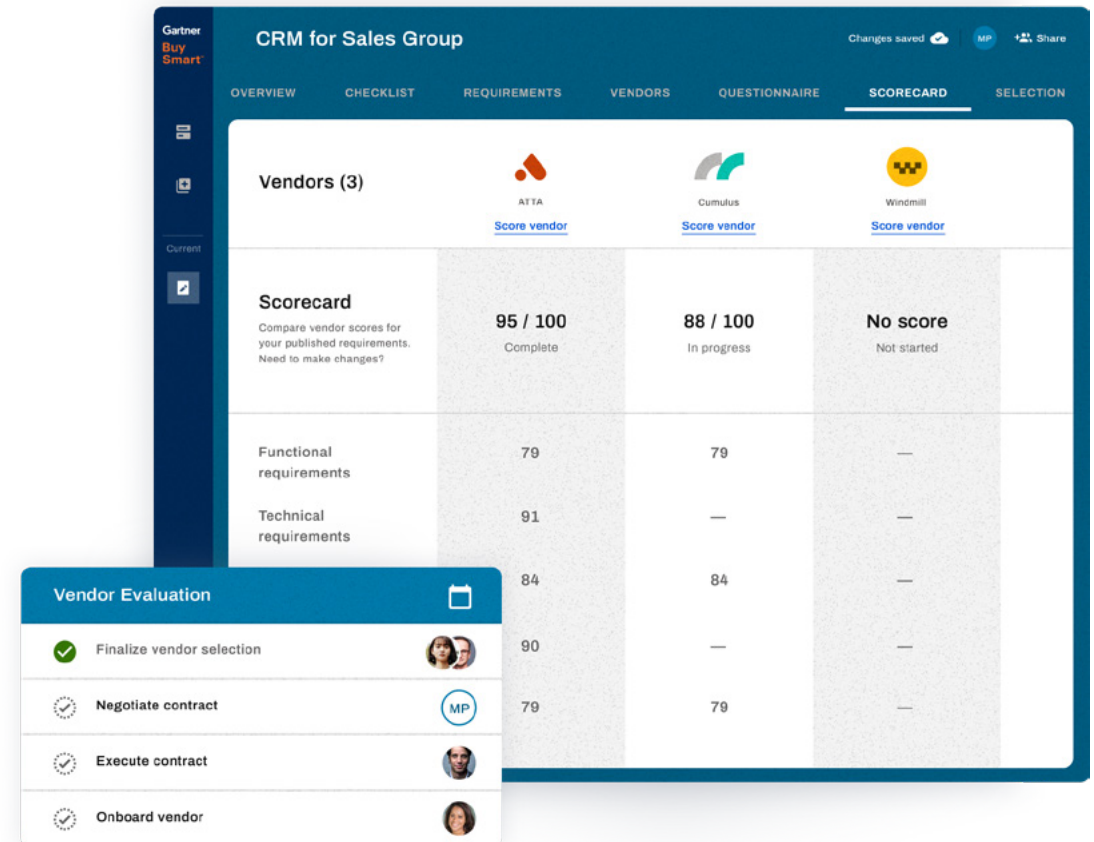 Gartner
Buy
Smart™
CRM for Sales Group
Changes saved
MP
Share
OVERVIEW CHECKLIST REQUIREMENTS VENDORS QUESTIONNAIRE SCORECARD SELECTION
Current
Vendors (3)
ATTA Cumulus Windmill
Score vendor Score vendor Score vendor
Scorecard
Compare vendor scores for
your published requirements.
Need to make changes?
95 / 100 88 / 100 No score
Complete In progress Not started
Functional
requirements
79 79 —
Technical
requirements
91 — —
84 84 —
90 — —
79 79 —
Vendor Evaluation
Finalize vendor selection
Negotiate contract MP
Execute contract
Onboard vendor